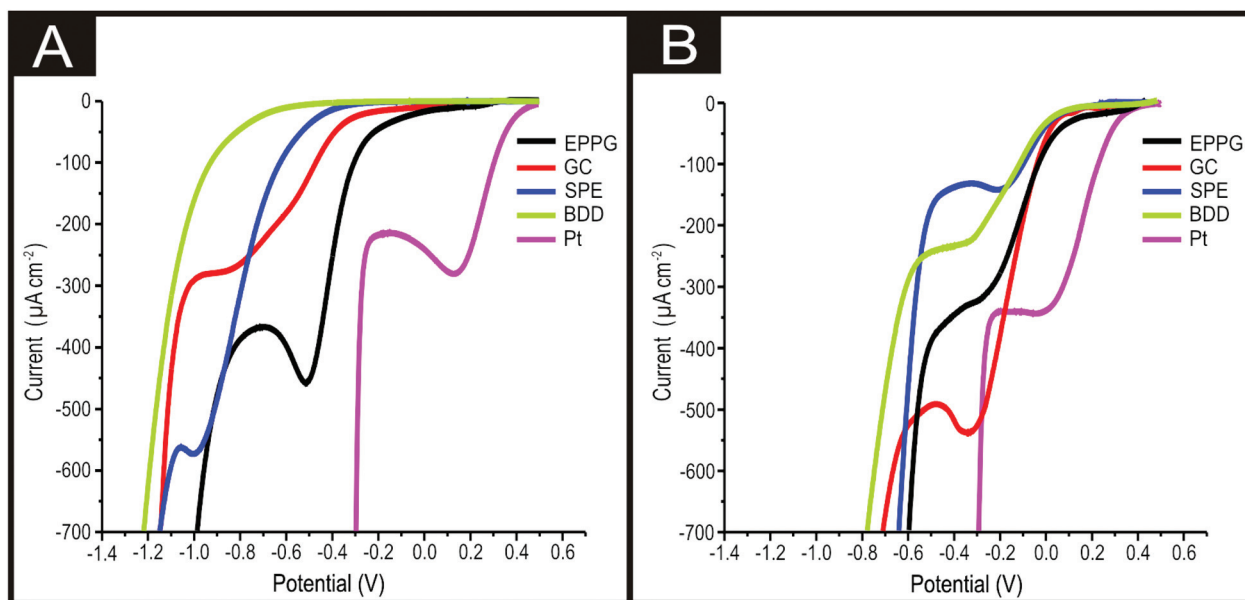 A
Current (µA cm⁻²)
0
-100
-200
-300
-400
-500
-600
-700
-1.4 -1.2 -1.0 -0.8 -0.6 -0.4 -0.2 0.0 0.2 0.4 0.6
Potential (V)
EPPG
GC
SPE
BDD
Pt
B
Current (µA cm⁻²)
0
-100
-200
-300
-400
-500
-600
-700
-1.4 -1.2 -1.0 -0.8 -0.6 -0.4 -0.2 0.0 0.2 0.4 0.6
Potential (V)
EPPG
GC
SPE
BDD
Pt